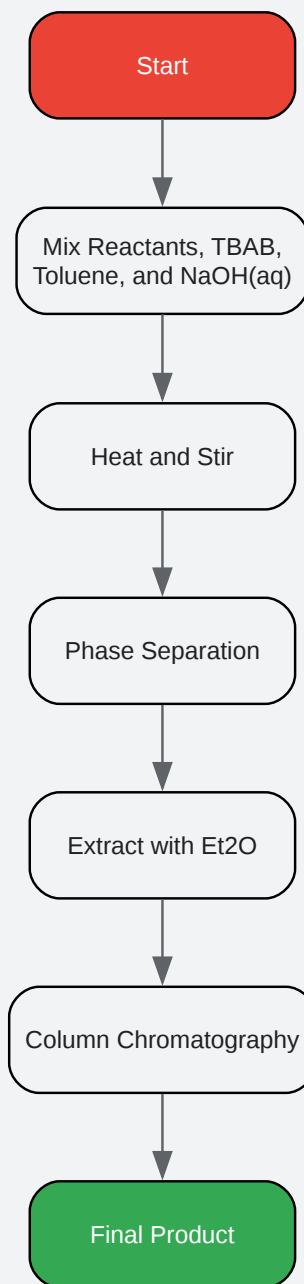 Start
Mix Reactants, TBAB,
Toluene, and NaOH(aq)
Heat and Stir
Phase Separation
Extract with Et2O
Column Chromatography
Final Product